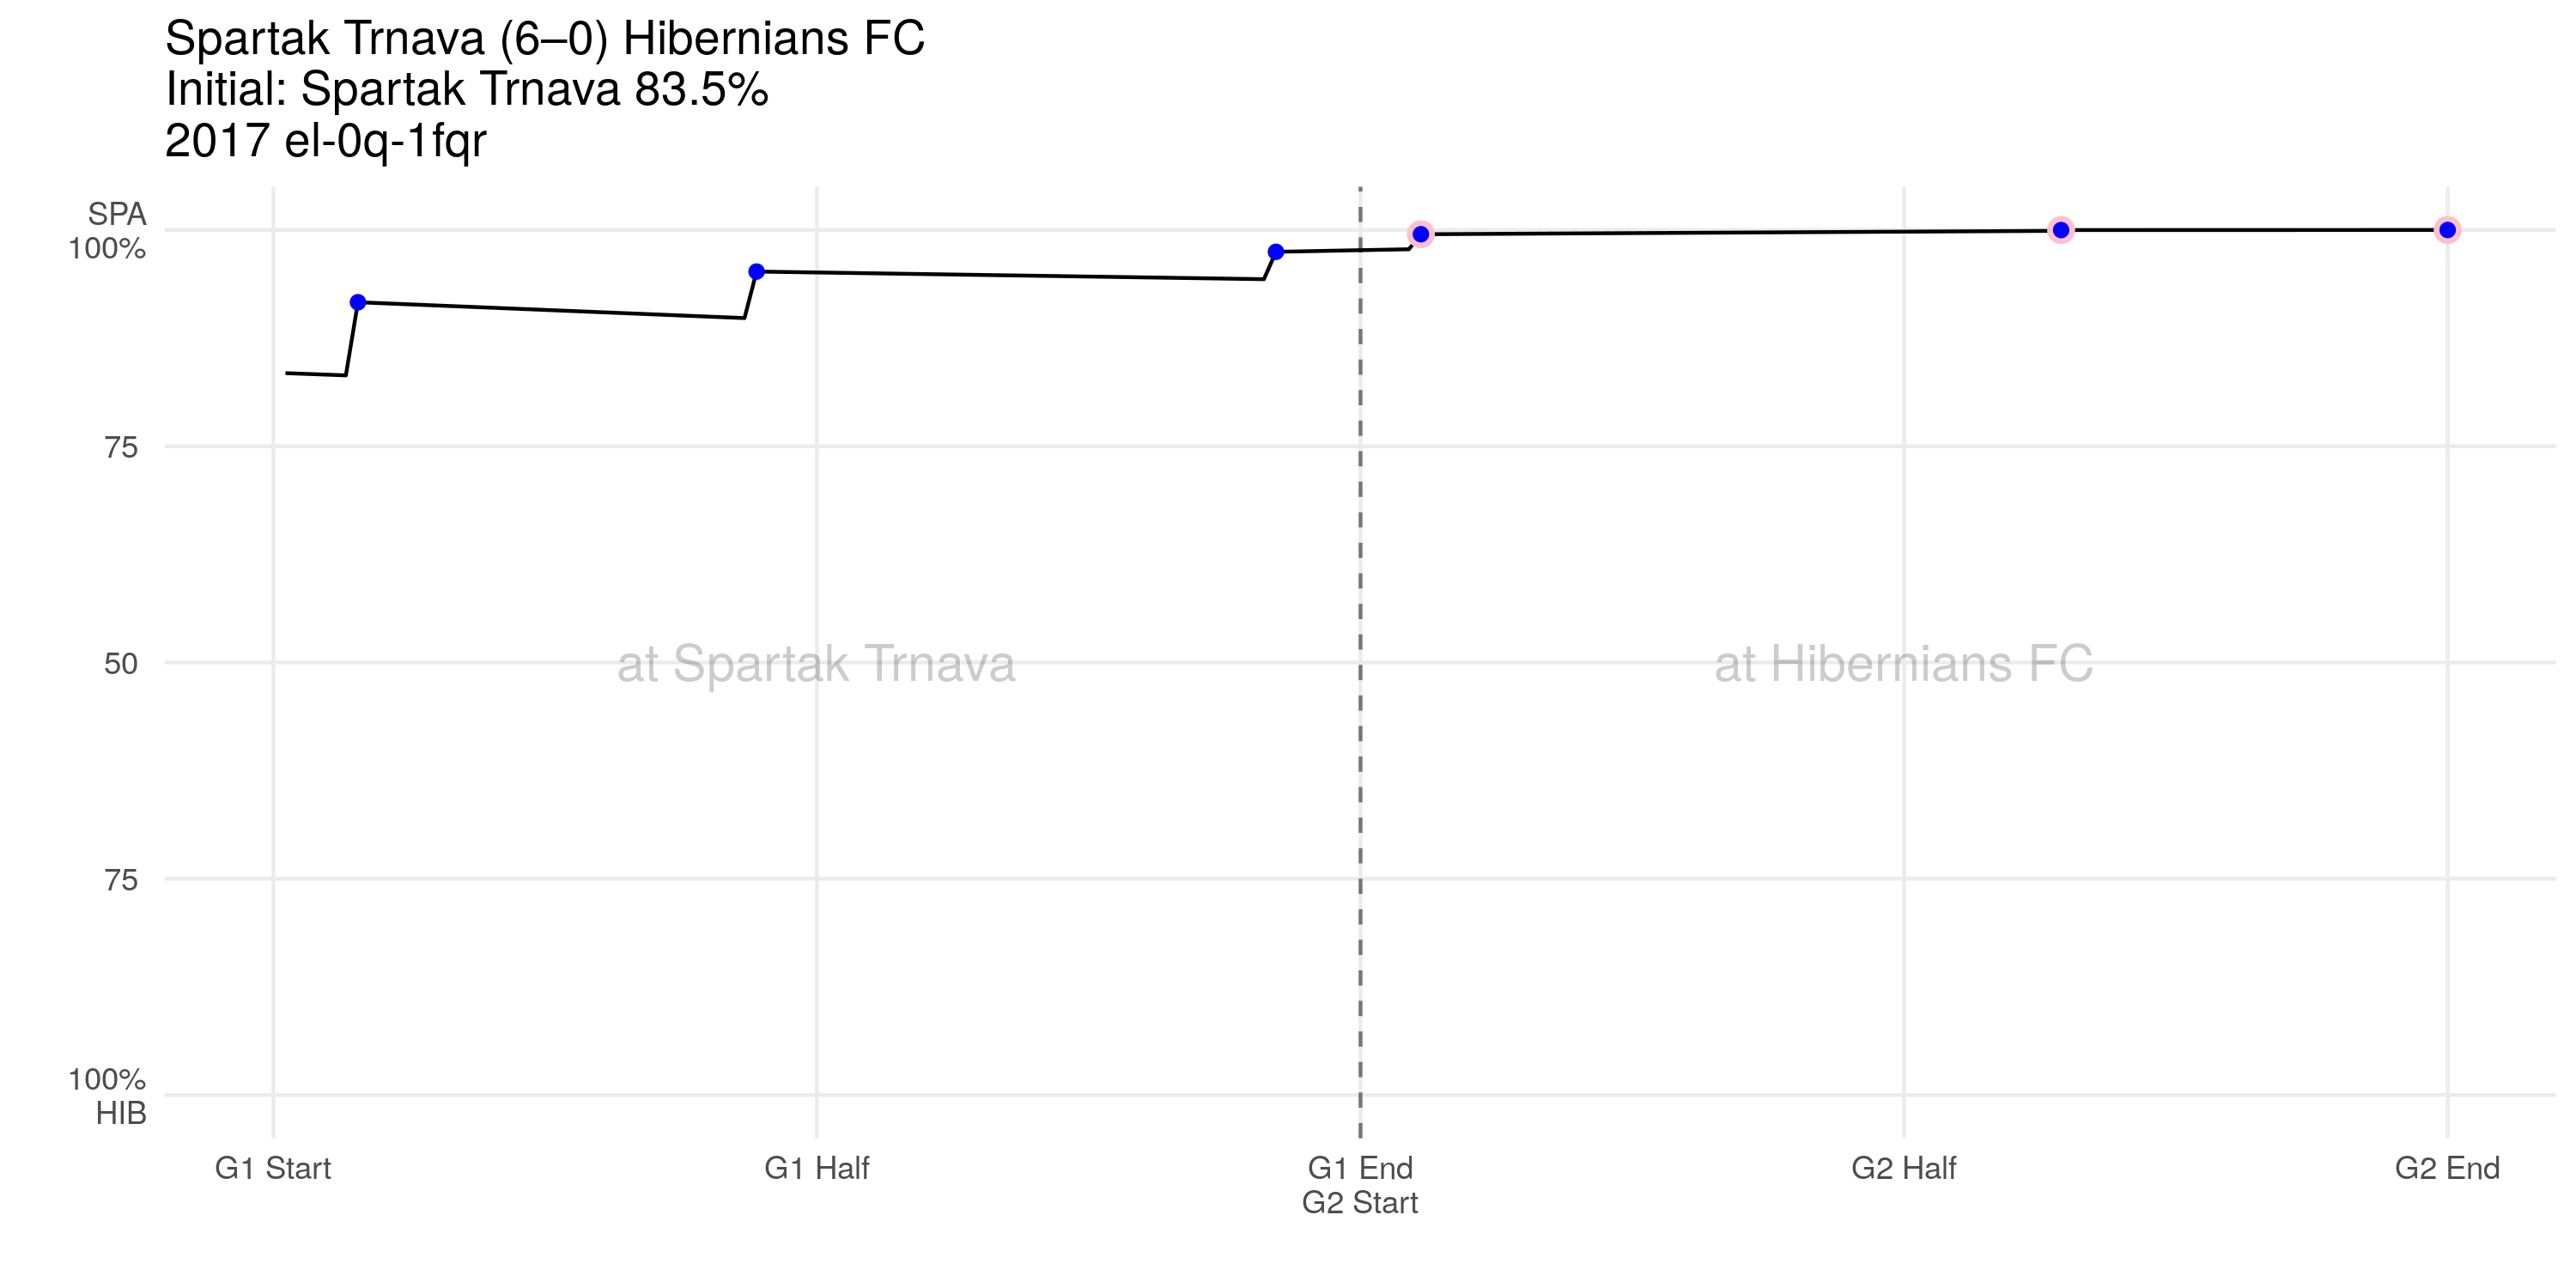 Spartak Trnava (6–0) Hibernians FC
Initial: Spartak Trnava 83.5%
2017 el-0q-1fqr
SPA
100%
75
50
75
100%
HIB
at Spartak Trnava
at Hibernians FC
G1 Start
G1 Half
G1 End
G2 Start
G2 Half
G2 End